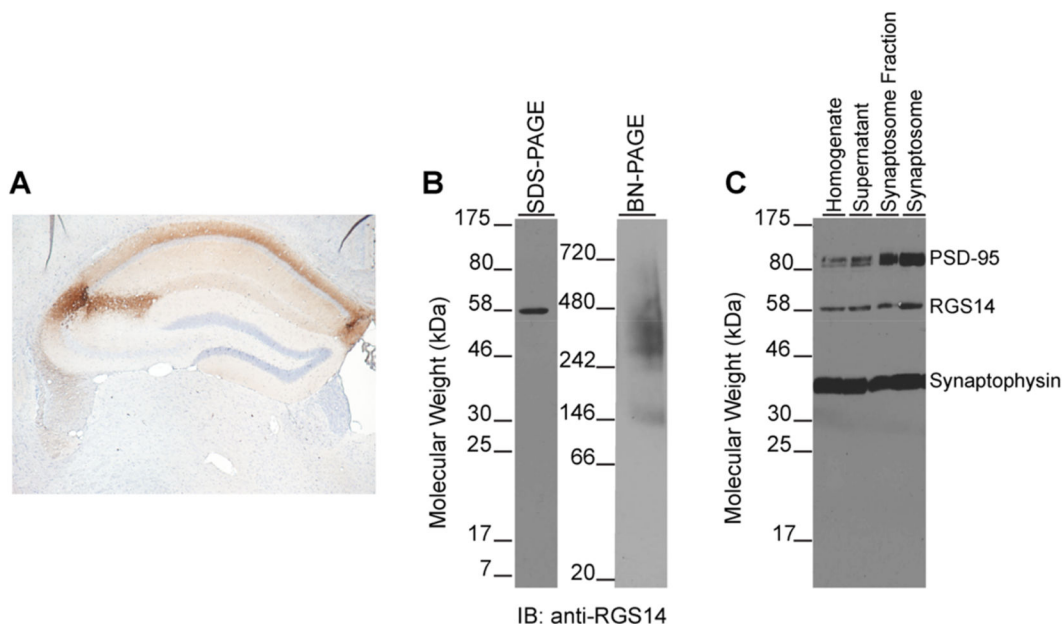 A
B
SDS-PAGE
BN-PAGE
Molecular Weight (kDa)
175
80
58
46
30
25
17
7
720
480
242
146
66
20
IB: anti-RGS14
C
Homogenate
Supernatant
Synaptosome Fraction
Synaptosome
Molecular Weight (kDa)
175
80
58
46
30
25
17
PSD-95
RGS14
Synaptophysin